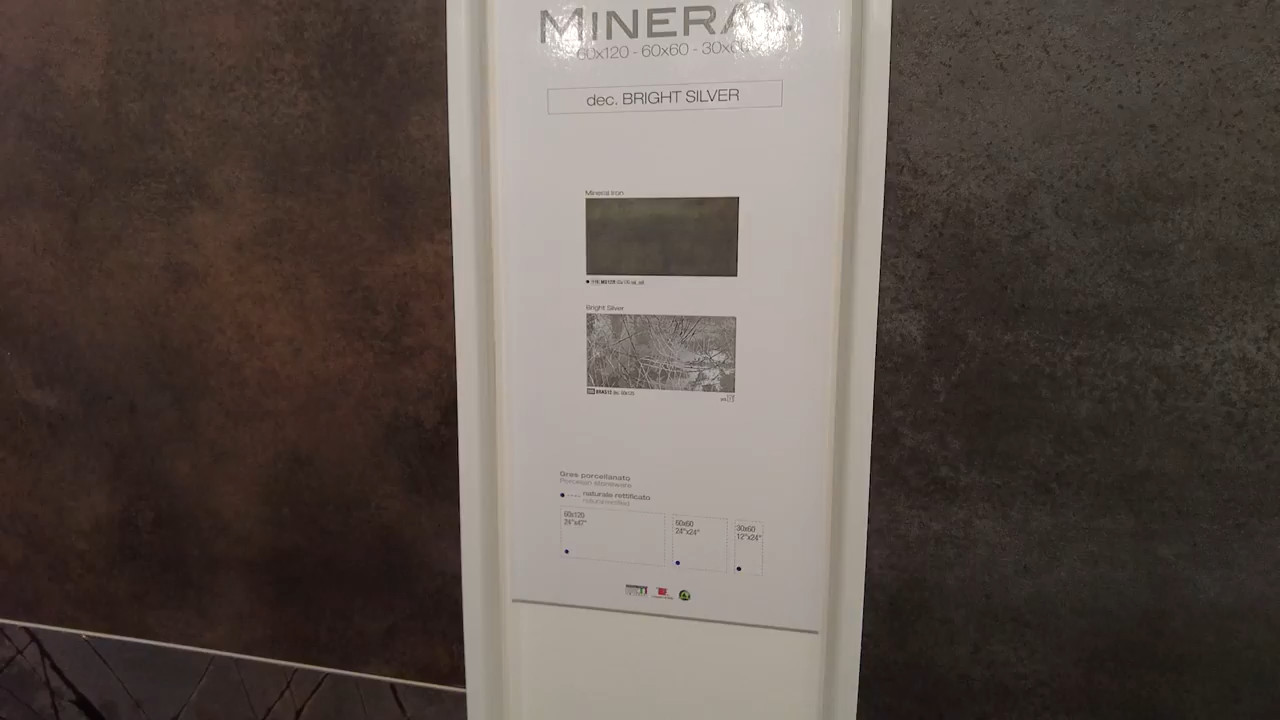 MINERAL
60x120 - 60x60 - 30x60
dec. BRIGHT SILVER
Mineral Iron
Bright Silver
Gres porcellanato
Porcelain stoneware
naturale rettificato
60x120
24"x47"
60x60
24"x24"
30x60
12"x24"